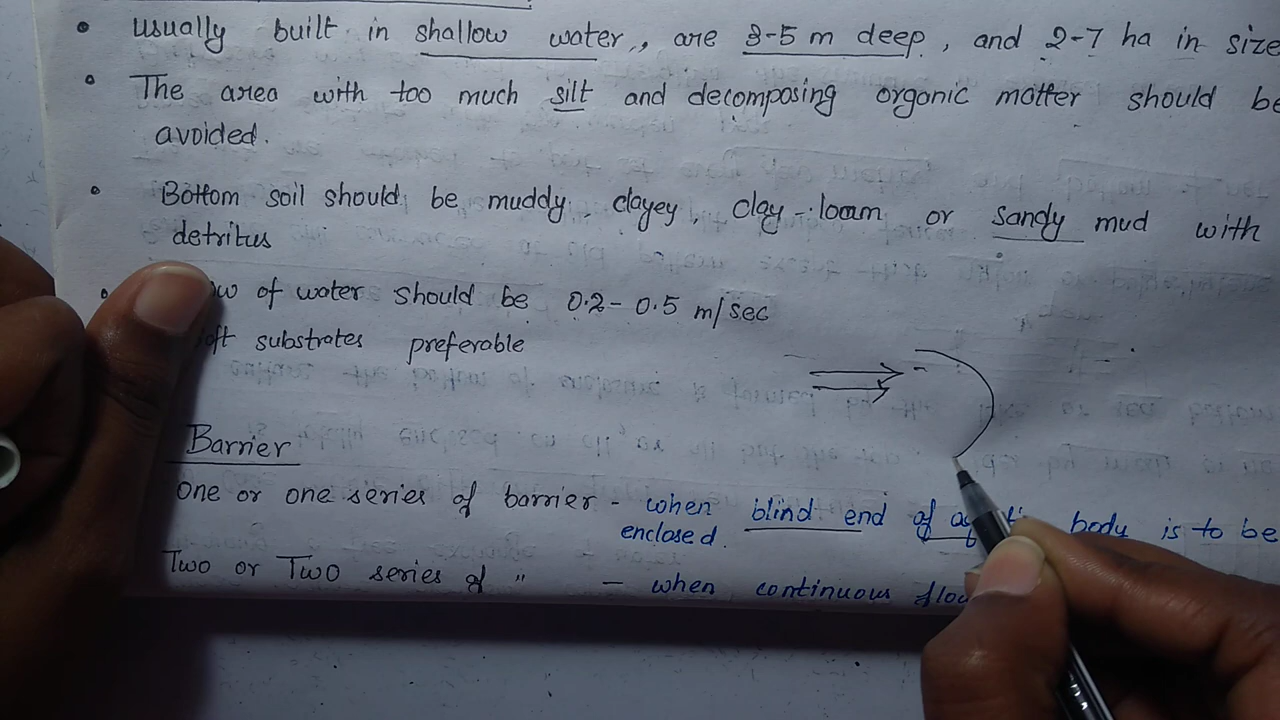 • usually built in shallow water, are 3-5 m deep, and 2-7 ha in size
• The area with too much silt and decomposing organic matter should be
avoided.
• Bottom soil should be muddy, clayey, clay-loam or sandy mud with
detritus
• of water should be 0.2- 0.5 m/sec
substrates preferable
Barrier
One or one series of barrier - when blind end of body is to be
enclosed.
Two or Two series of " - when continuous